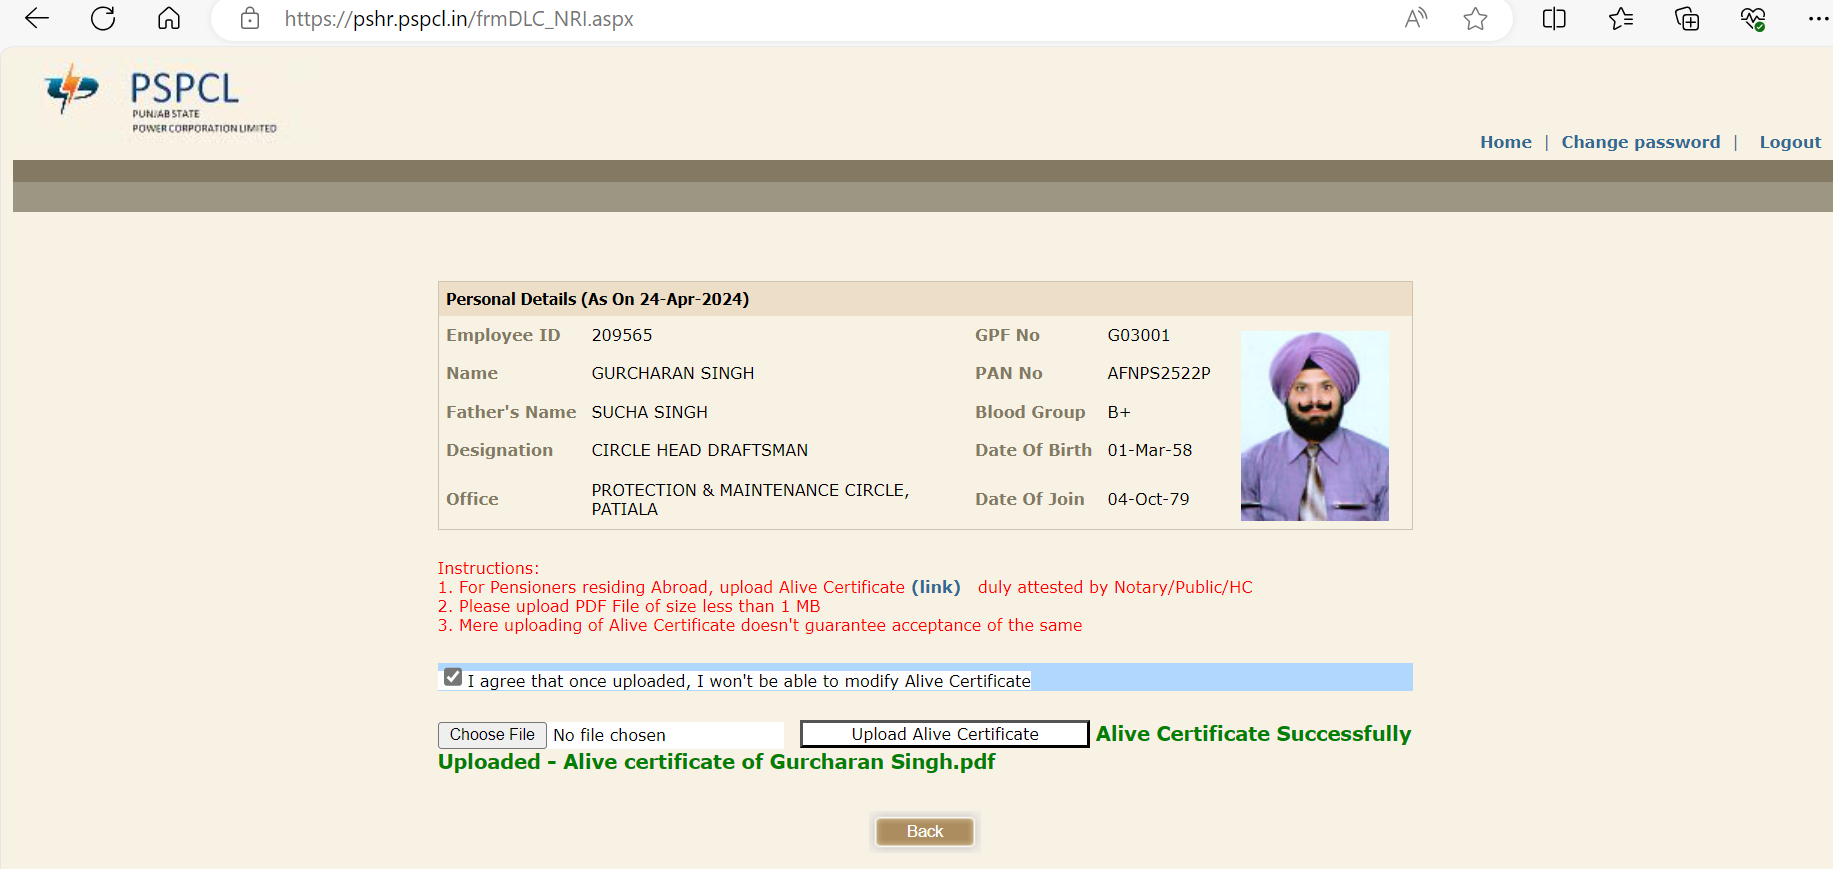 https://pshr.pspcl.in/frmDLC_NRI.aspx
PSPCL
PUNJAB STATE
POWER CORPORATION LIMITED
Home | Change password | Logout
Personal Details (As On 24-Apr-2024)
Employee ID 209565 GPF No G03001
Name GURCHARAN SINGH PAN No AFNPS2522P
Father's Name SUCHA SINGH Blood Group B+
Designation CIRCLE HEAD DRAFTSMAN Date Of Birth 01-Mar-58
Office PROTECTION & MAINTENANCE CIRCLE, PATIALA Date Of Join 04-Oct-79
Instructions:
1. For Pensioners residing Abroad, upload Alive Certificate (link) duly attested by Notary/Public/HC
2. Please upload PDF File of size less than 1 MB
3. Mere uploading of Alive Certificate doesn't guarantee acceptance of the same
I agree that once uploaded, I won't be able to modify Alive Certificate
Choose File No file chosen Upload Alive Certificate Alive Certificate Successfully
Uploaded - Alive certificate of Gurcharan Singh.pdf
Back